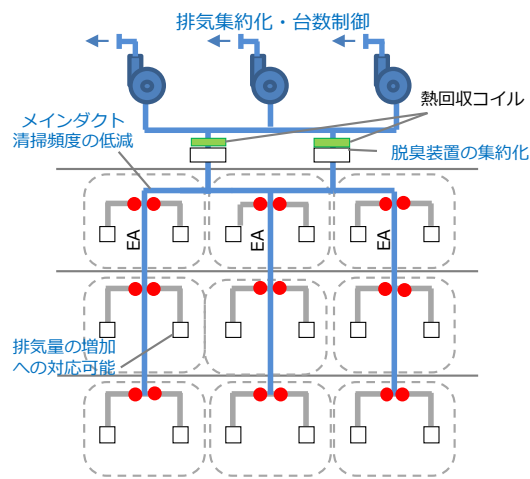 排気集約化・台数制御
熱回収コイル
メインダクト
清掃頻度の低減
脱臭装置の集約化
EA
EA
EA
排気量の増加
への対応可能